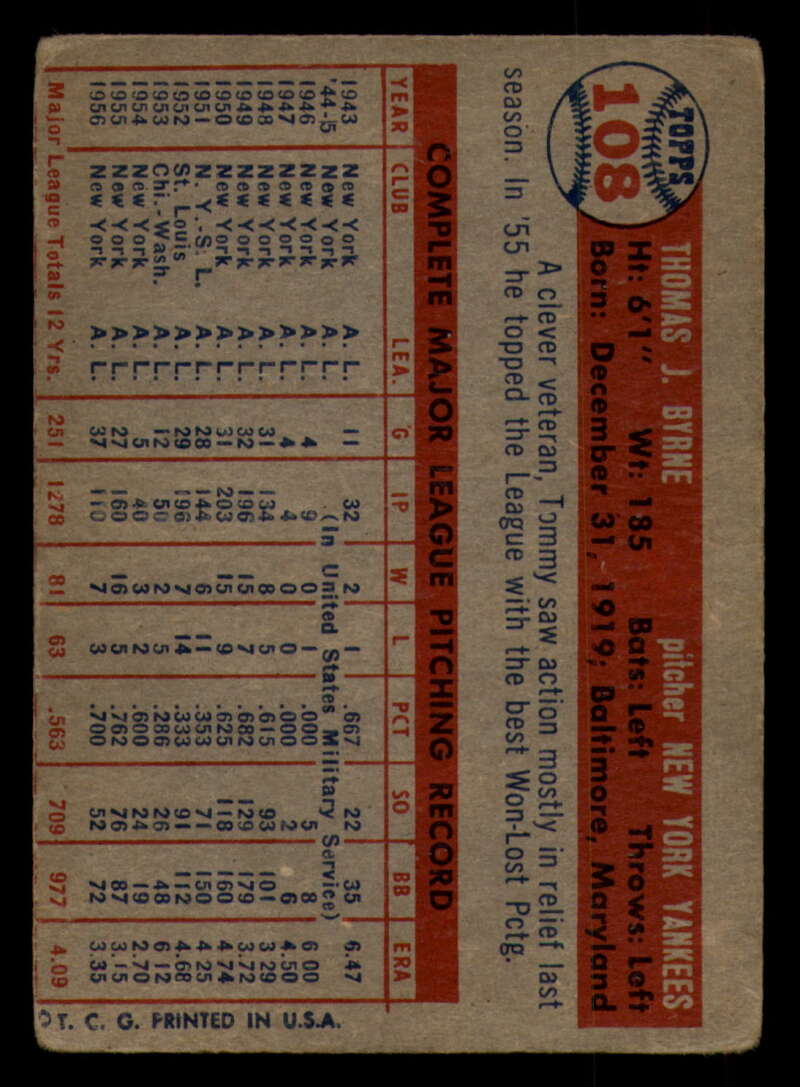 TOPPS
108
THOMAS J. BYRNE pitcher NEW YORK YANKEES
Ht: 6'1" Wt: 185 Bats: Left Throws: Left
Born: December 31, 1919; Baltimore, Maryland
A clever veteran, Tommy saw action mostly in relief last
season. In '55 he topped the League with the best Won-Lost Pctg.
COMPLETE MAJOR LEAGUE PITCHING RECORD
YEAR CLUB LEA. G IP W L PCT SO BB ERA
1943 New York A. L. 11 32 2 1 .667 22 35 6.47
'44-15 New York A. L. (In United States Military Service)
1946 New York A. L. 4 9 0 1 .000 5 8 6.00
1947 New York A. L. 4 4 0 0 .000 2 6 4.50
1948 New York A. L. 31 134 8 5 .615 93 101 3.29
1949 New York A. L. 32 196 15 7 .682 129 179 3.72
1950 New York A. L. 31 203 15 9 .625 118 160 4.74
1951 N. Y.-S. L. A. L. 28 144 6 11 .353 71 150 4.25
1952 St. Louis A. L. 29 196 7 14 .333 91 112 4.68
1953 Chi.-Wash. A. L. 12 50 2 5 .286 26 48 6.12
1954 New York A. L. 5 40 3 2 .600 24 19 2.70
1955 New York A. L. 27 160 16 5 .762 76 87 3.15
1956 New York A. L. 37 110 7 3 .700 52 72 3.35
Major League Totals 12 Yrs. 251 1278 81 63 .563 709 977 4.09
© T. C. G. PRINTED IN U.S.A.